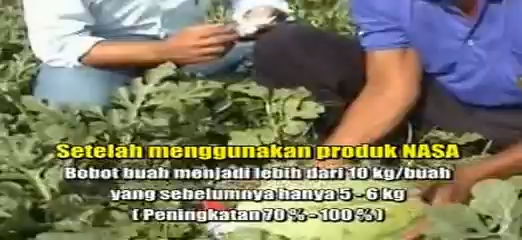 Setelah menggunakan produk NASA
Bobot buah menjadi lebih dari 10 kg/buah
yang sebelumnya hanya 5 - 6 kg
( Peningkatan 70 % - 100 % )